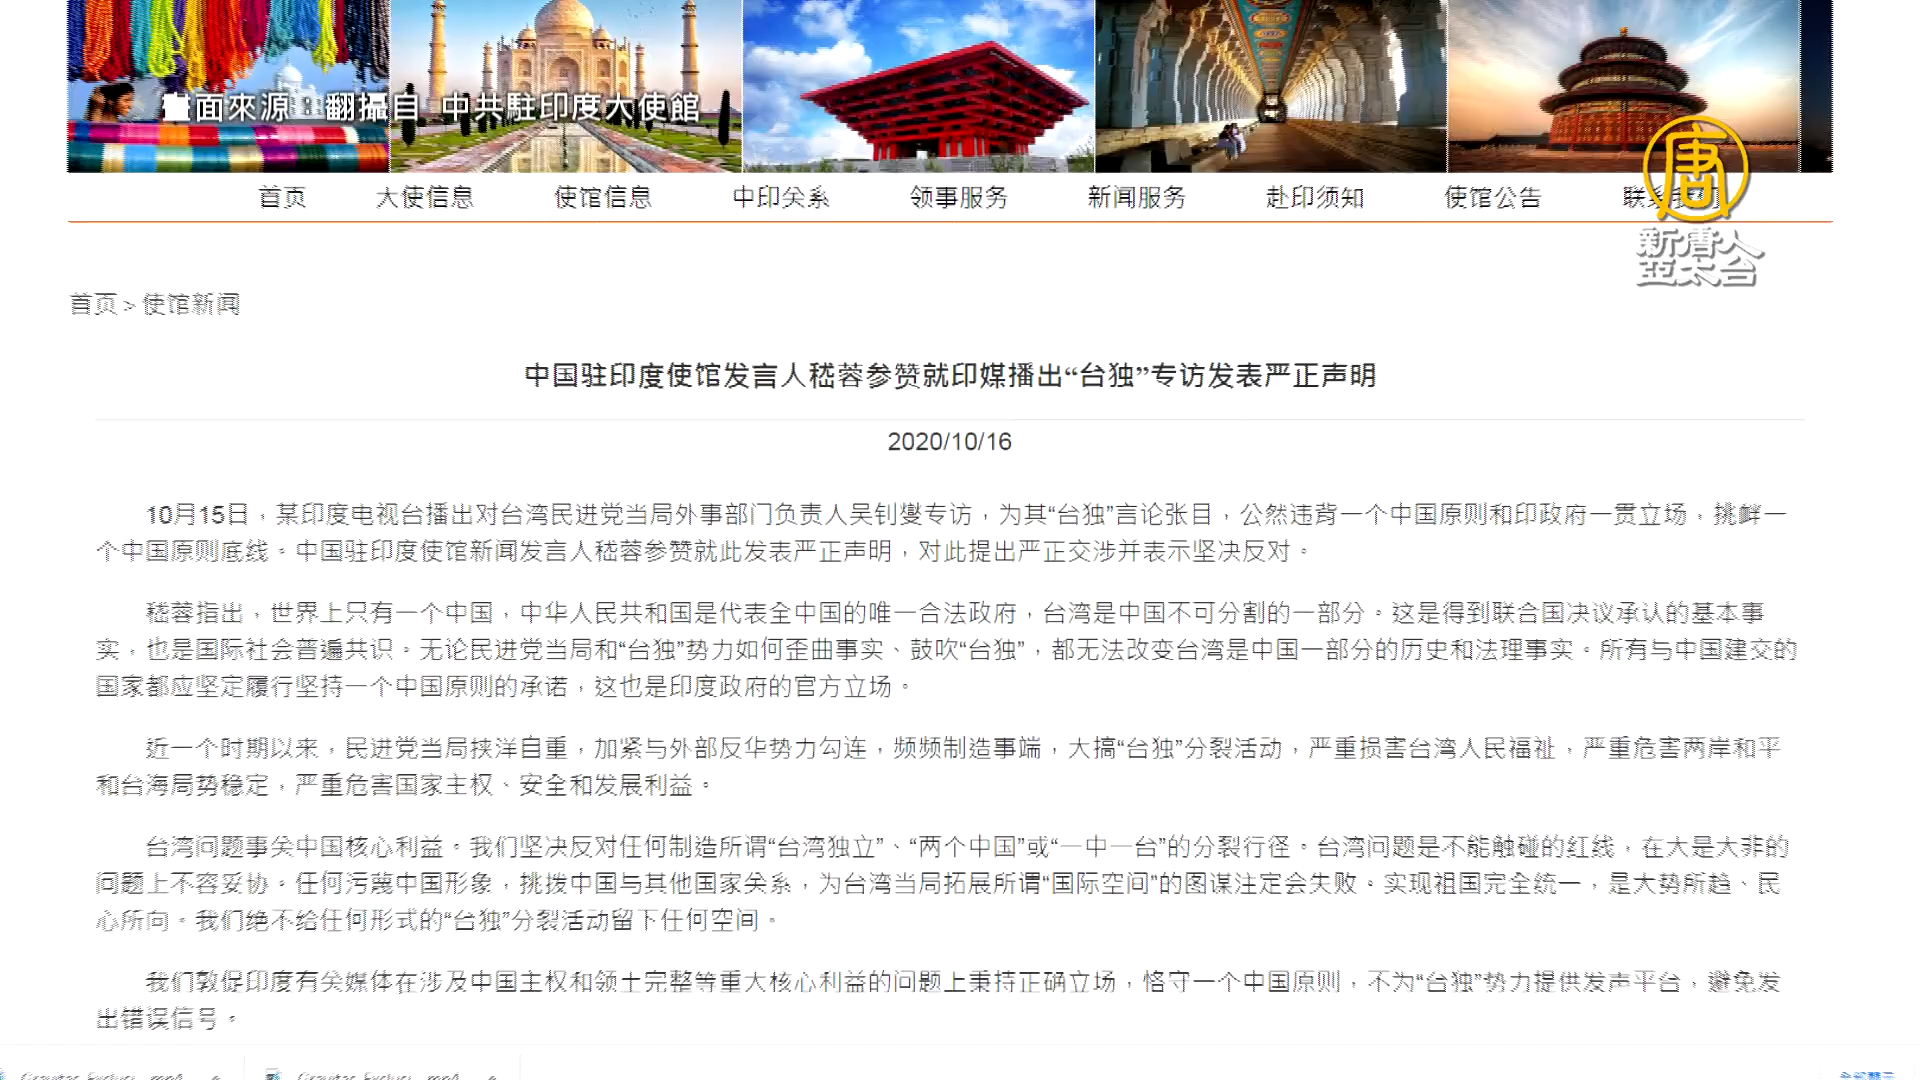 畫面來源：翻攝自 中共駐印度大使館
首页 大使信息 使馆信息 中印关系 领事服务 新闻服务 赴印须知 使馆公告 联系我们
唐
新唐人
亞太台
首页 > 使馆新闻
中国驻印度使馆发言人嵇蓉参赞就印媒播出“台独”专访发表严正声明
2020/10/16
10月15日，某印度电视台播出对台湾民进党当局外事部门负责人吴钊燮专访，为其“台独”言论张目，公然违背一个中国原则和印政府一贯立场，挑衅一
个中国原则底线。中国驻印度使馆新闻发言人嵇蓉参赞就此发表严正声明，对此提出严正交涉并表示坚决反对。
嵇蓉指出，世界上只有一个中国，中华人民共和国是代表全中国的唯一合法政府，台湾是中国不可分割的一部分。这是得到联合国决议承认的基本事
实，也是国际社会普遍共识。无论民进党当局和“台独”势力如何歪曲事实、鼓吹“台独”，都无法改变台湾是中国一部分的历史和法理事实。所有与中国建交的
国家都应坚定履行坚持一个中国原则的承诺，这也是印度政府的官方立场。
近一个时期以来，民进党当局挟洋自重，加紧与外部反华势力勾连，频频制造事端，大搞“台独”分裂活动，严重损害台湾人民福祉，严重危害两岸和平
和台海局势稳定，严重危害国家主权、安全和发展利益。
台湾问题事关中国核心利益。我们坚决反对任何制造所谓“台湾独立”、“两个中国”或“一中一台”的分裂行径。台湾问题是不能触碰的红线，在大是大非的
问题上不容妥协。任何污蔑中国形象，挑拨中国与其他国家关系，为台湾当局拓展所谓“国际空间”的图谋注定会失败。实现祖国完全统一，是大势所趋、民
心所向。我们绝不给任何形式的“台独”分裂活动留下任何空间。
我们敦促印度有关媒体在涉及中国主权和领土完整等重大核心利益的问题上秉持正确立场，恪守一个中国原则，不为“台独”势力提供发声平台，避免发
出错误信号。